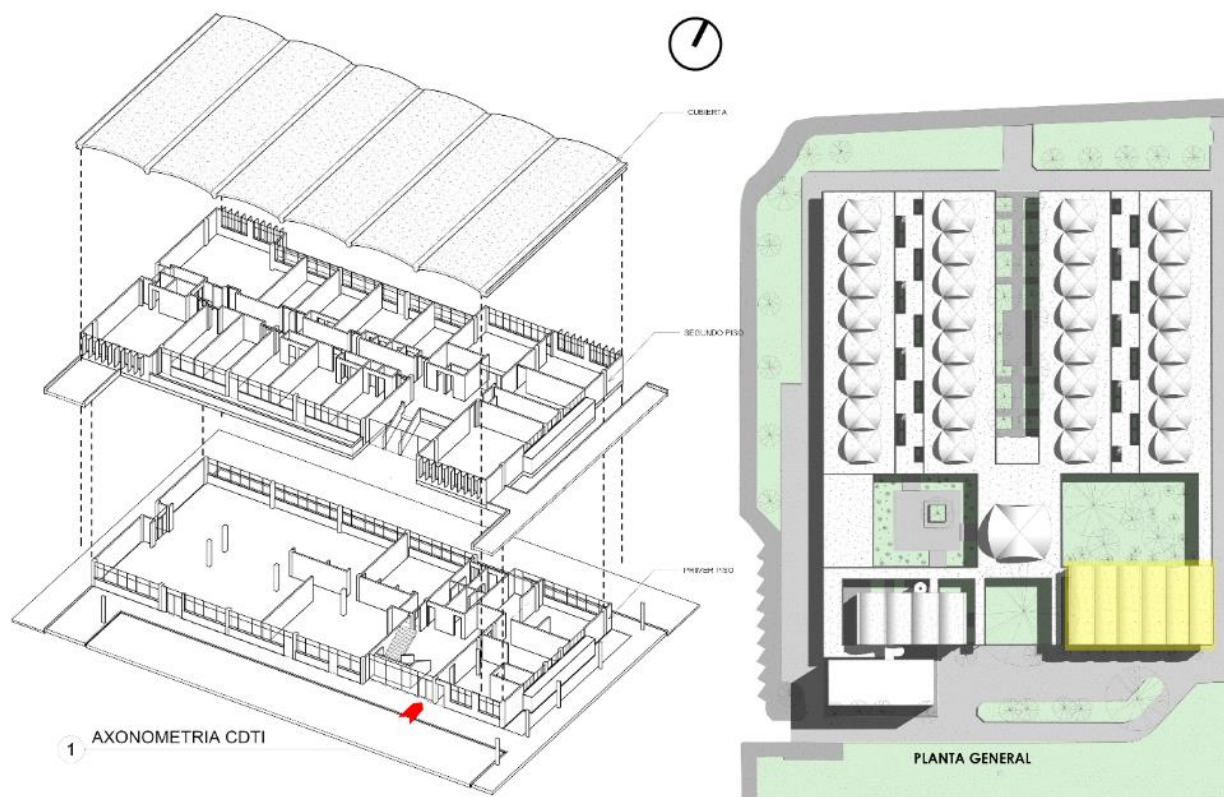 CUBIERTA
SEGUNDO PISO
PRIMER PISO
1 AXONOMETRIA CDTI
PLANTA GENERAL